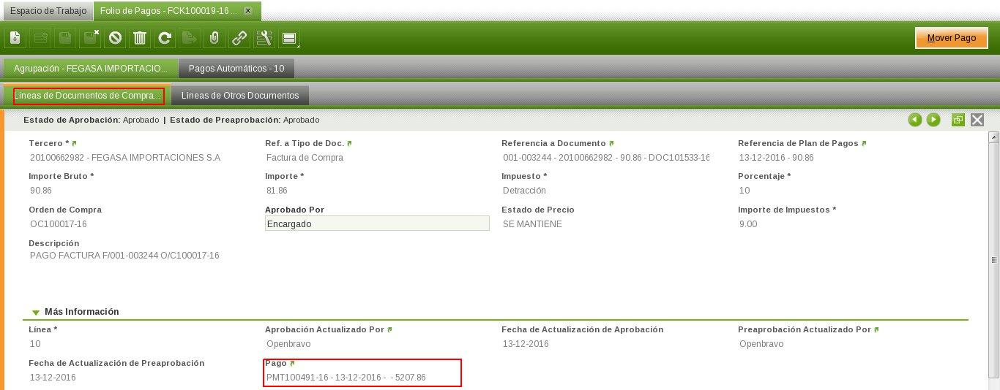 Espacio de Trabajo Folio de Pagos - FCK100019-16 ...
Mover Pago
Agrupación - FEGASA IMPORTACIO... Pagos Automáticos - 10
Lineas de Documentos de Compra... Lineas de Otros Documentos
Estado de Aprobación: Aprobado | Estado de Preaprobación: Aprobado
Tercero * Ref. a Tipo de Doc. Referencia a Documento Referencia de Plan de Pagos
20100662982 - FEGASA IMPORTACIONES S.A Factura de Compra 001-003244 - 20100662982 - 90.86 - DOC101533-16 13-12-2016 - 90.86
Importe Bruto * Importe * Impuesto * Porcentaje *
90.86 81.86 Detracción 10
Orden de Compra Aprobado Por Estado de Precio Importe de Impuestos *
OC100017-16 Encargado SE MANTIENE 9.00
Descripción
PAGO FACTURA F/001-003244 O/C100017-16
Más Información
Línea * Aprobación Actualizado Por Fecha de Actualización de Aprobación Preaprobación Actualizado Por
10 Openbravo 13-12-2016 Openbravo
Fecha de Actualización de Preaprobación Pago
13-12-2016 PMT100491-16 - 13-12-2016 - - 5207.86